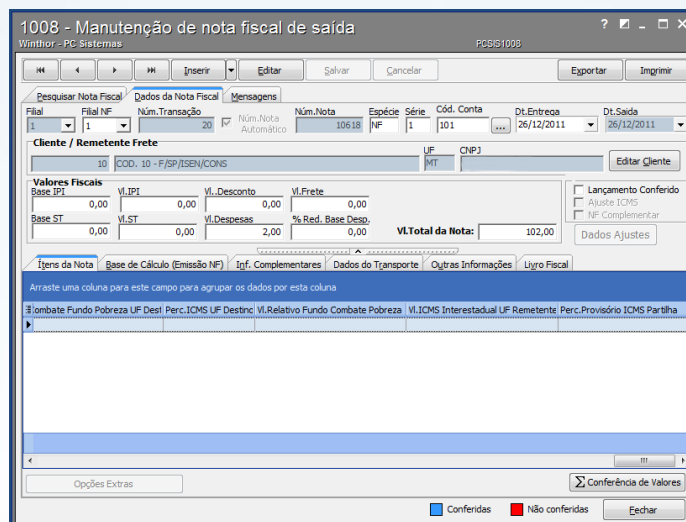 1008 - Manutenção de nota fiscal de saída
Winthor - PC Sistemas PCSIS1008
Inserir Editar Salvar Cancelar Exportar Imprimir
Pesquisar Nota Fiscal Dados da Nota Fiscal Mensagens
Filial Filial NF Núm.Transação Núm.Nota Automático Núm.Nota Espécie Série Cód. Conta Dt.Entrega Dt.Saida
1 1 20 10618 NF 1 101 ... 26/12/2011 26/12/2011
Cliente / Remetente Frete UF CNPJ
10 COD. 10 - F/SP/ISEN/CONS MT Editar Cliente
Valores Fiscais
Base IPI Vl.IPI Vl..Desconto Vl.Frete Lançamento Conferido
0,00 0,00 0,00 0,00 Ajuste ICMS
Base ST Vl.ST Vl.Despesas % Red. Base Desp. NF Complementar
0,00 0,00 2,00 0,00 Vl.Total da Nota: 102,00 Dados Ajustes
Ítens da Nota Base de Cálculo (Emissão NF) Inf. Complementares Dados do Transporte Outras Informações Livro Fiscal
Arraste uma coluna para este campo para agrupar os dados por esta coluna
Combate Fundo Pobreza UF Dest Perc.ICMS UF Destino Vl.Relativo Fundo Combate Pobreza Vl.ICMS Interestadual UF Remetente Perc.Provisório ICMS Partilha
Opções Extras Σ Conferência de Valores
Conferidas Não conferidas Fechar